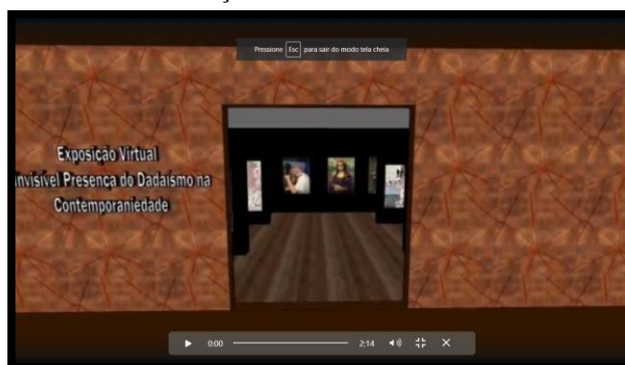 Pressione Esc para sair do modo tela cheia
Exposição Virtual
Invisível Presença do Dadaísmo na
Contemporaniedade
0:00
2:14